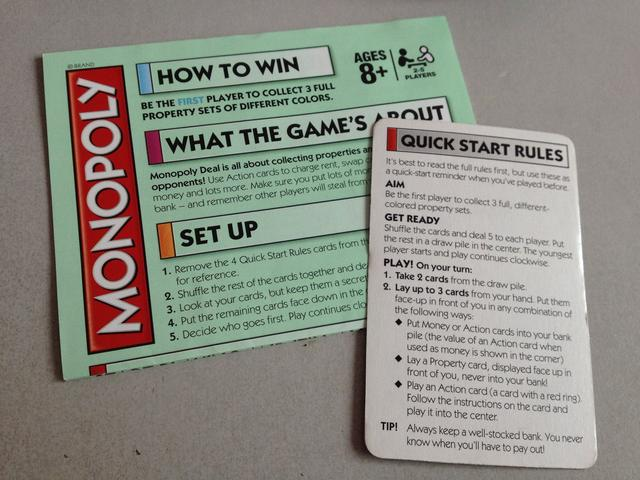 © BRAND
MONOPOLY
HOW TO WIN
AGES
8+
2-5
PLAYERS
BE THE FIRST PLAYER TO COLLECT 3 FULL
PROPERTY SETS OF DIFFERENT COLORS.
WHAT THE GAME'S ABOUT
Monopoly Deal is all about collecting properties
opponents! Use Action cards to charge rent, swap
money and lots more. Make sure you put lots of
bank – and remember other players will steal from
SET UP
1. Remove the 4 Quick Start Rules cards from
for reference.
2. Shuffle the rest of the cards together and
3. Look at your cards, but keep them a
4. Put the remaining cards face down in the
5. Decide who goes first. Play continues
QUICK START RULES
It's best to read the full rules first, but use these as
a quick-start reminder when you've played before.
AIM
Be the first player to collect 3 full, different-
colored property sets.
GET READY
Shuffle the cards and deal 5 to each player. Put
the rest in a draw pile in the center. The youngest
player starts and play continues clockwise.
PLAY! On your turn:
1. Take 2 cards from the draw pile.
2. Lay up to 3 cards from your hand. Put them
face-up in front of you in any combination of
the following ways:
◆ Put Money or Action cards into your bank
pile (the value of an Action card when
used as money is shown in the corner)
◆ Lay a Property card, displayed face up in
front of you, never into your bank!
◆ Play an Action card (a card with a red ring)
Follow the instructions on the card and
play it into the center.
TIP! Always keep a well-stocked bank. You never
know when you'll have to pay out!